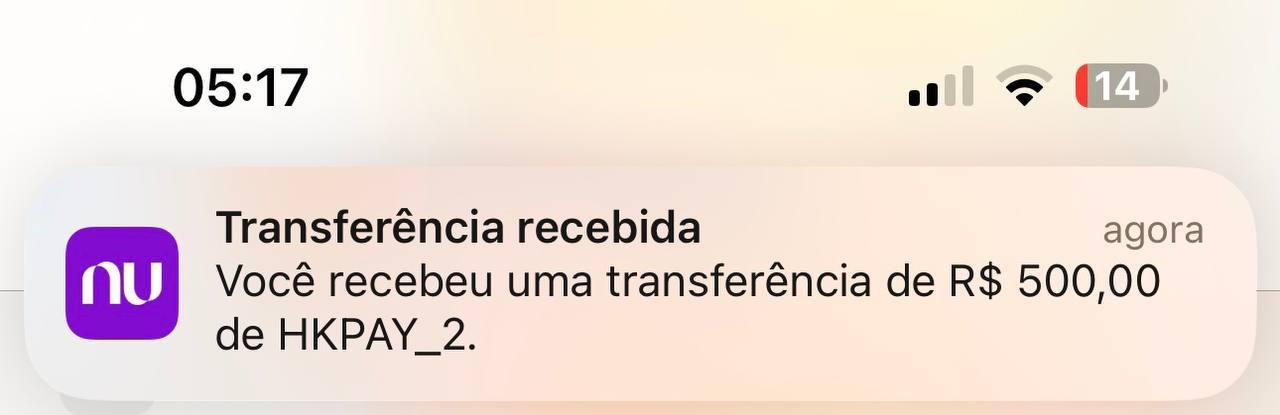 05:17
14
nu
Transferência recebida
agora
Você recebeu uma transferência de R$ 500,00
de HKPAY_2.